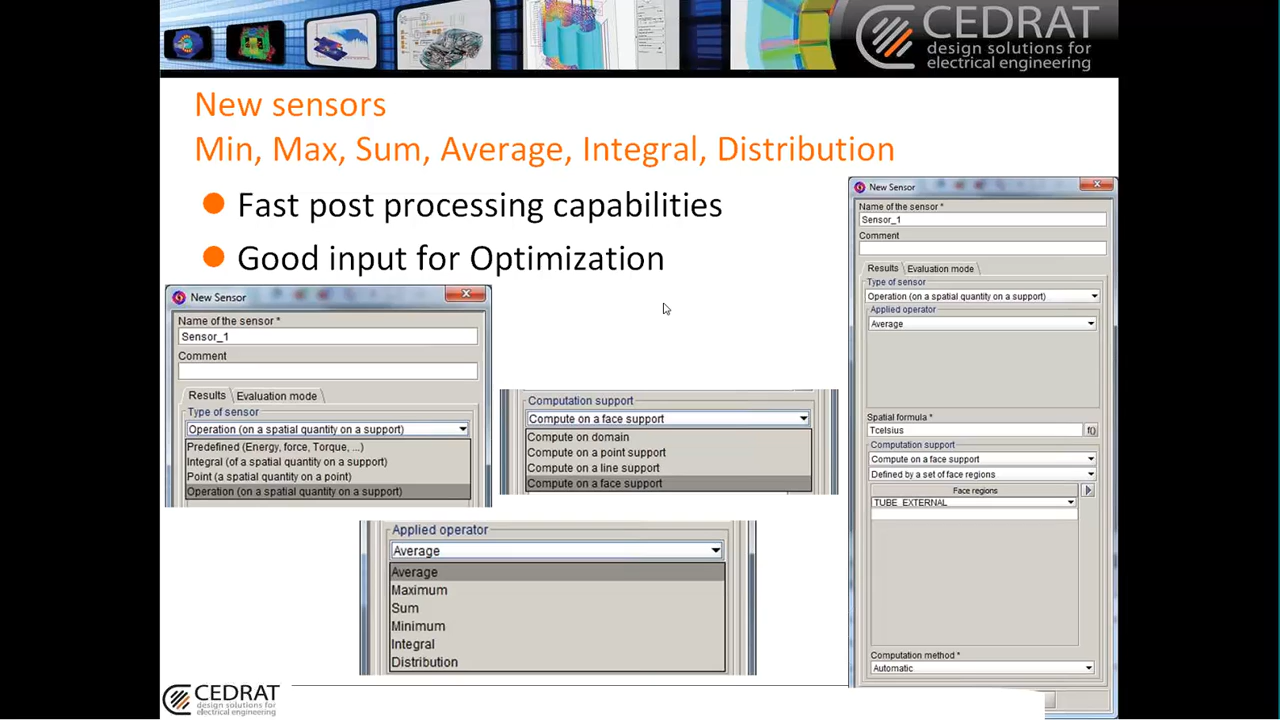 CEDRAT
design solutions for
electrical engineering
New sensors
Min, Max, Sum, Average, Integral, Distribution
Fast post processing capabilities
Good input for Optimization
New Sensor
Name of the sensor *
Sensor_1
Comment
Results
Evaluation mode
Type of sensor
Operation (on a spatial quantity on a support)
Predefined (Energy, force, Torque, ...)
Integral (of a spatial quantity on a support)
Point (a spatial quantity on a point)
Operation (on a spatial quantity on a support)
Computation support
Compute on a face support
Compute on domain
Compute on a point support
Compute on a line support
Compute on a face support
Applied operator
Average
Average
Maximum
Sum
Minimum
Integral
Distribution
New Sensor
Name of the sensor *
Sensor_1
Comment
Results
Evaluation mode
Type of sensor
Operation (on a spatial quantity on a support)
Applied operator
Average
Spatial formula *
Tcelsius
f()
Computation support
Compute on a face support
Defined by a set of face regions
Face regions
TUBE_EXTERNAL
Computation method *
Automatic
CEDRAT
design solutions for
electrical engineering